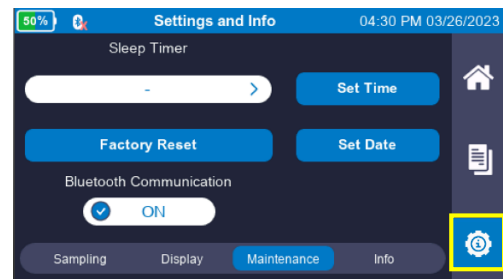 50% Settings and Info 04:30 PM 03/26/2023
Sleep Timer
- > Set Time
Factory Reset Set Date
Bluetooth Communication
ON
Sampling Display Maintenance Info